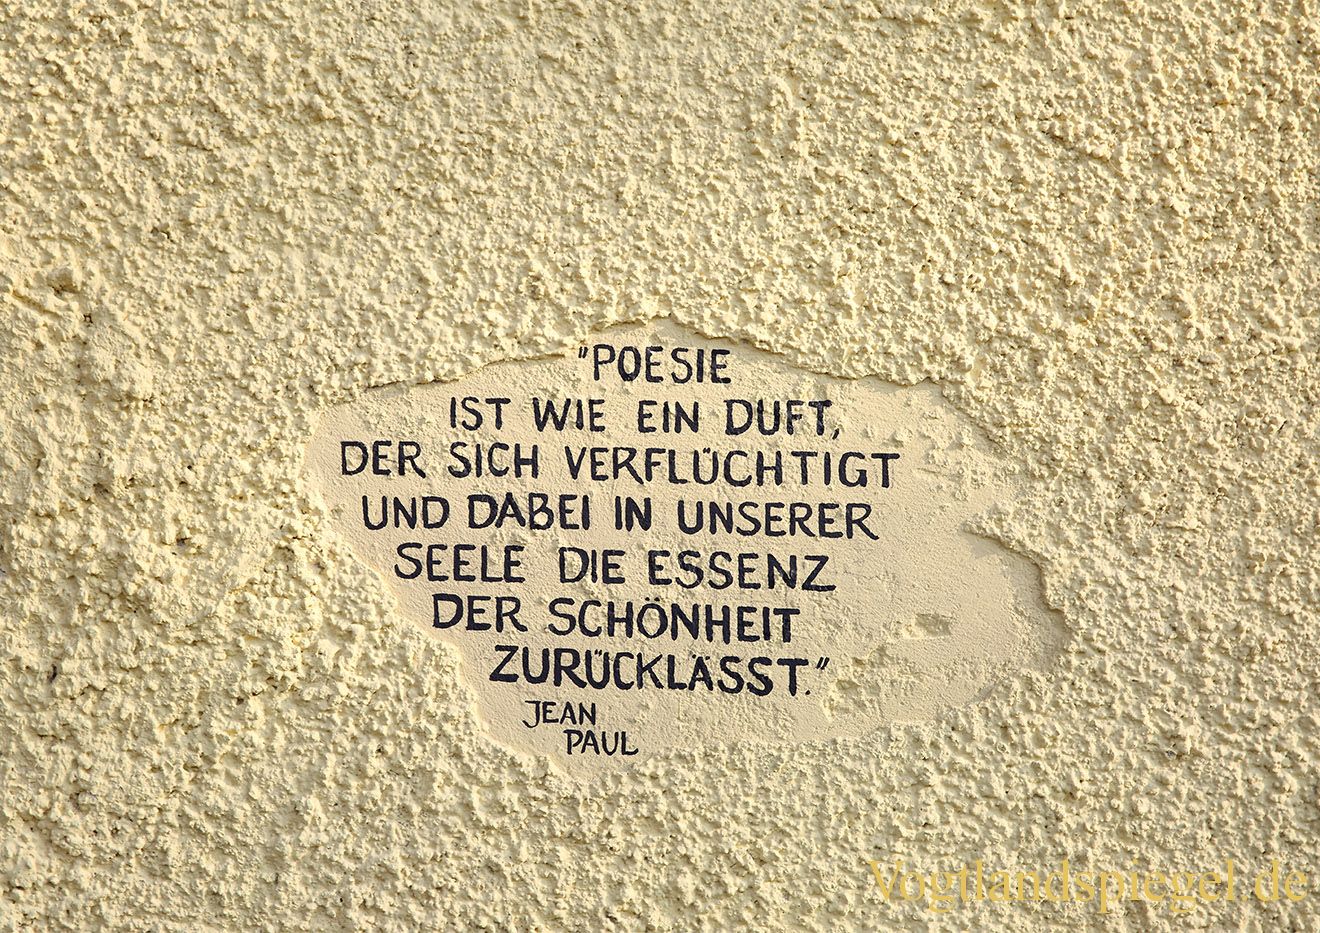 "POESIE
IST WIE EIN DUFT,
DER SICH VERFLÜCHTIGT
UND DABEI IN UNSERER
SEELE DIE ESSENZ
DER SCHÖNHEIT
ZURÜCKLÄSST."
JEAN
PAUL
Vogtlandspiegel.de